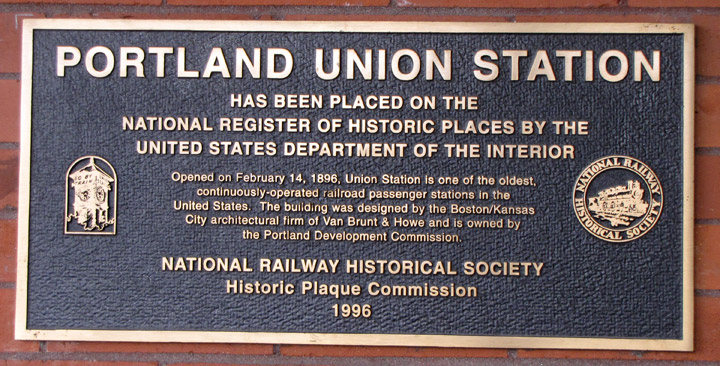 PORTLAND UNION STATION
HAS BEEN PLACED ON THE
NATIONAL REGISTER OF HISTORIC PLACES BY THE
UNITED STATES DEPARTMENT OF THE INTERIOR
Opened on February 14, 1896, Union Station is one of the oldest,
continuously-operated railroad passenger stations in the
United States. The building was designed by the Boston/Kansas
City architectural firm of Van Brunt & Howe and is owned by
the Portland Development Commission.
NATIONAL RAILWAY
HISTORICAL SOCIETY
NATIONAL RAILWAY HISTORICAL SOCIETY
Historic Plaque Commission
1996